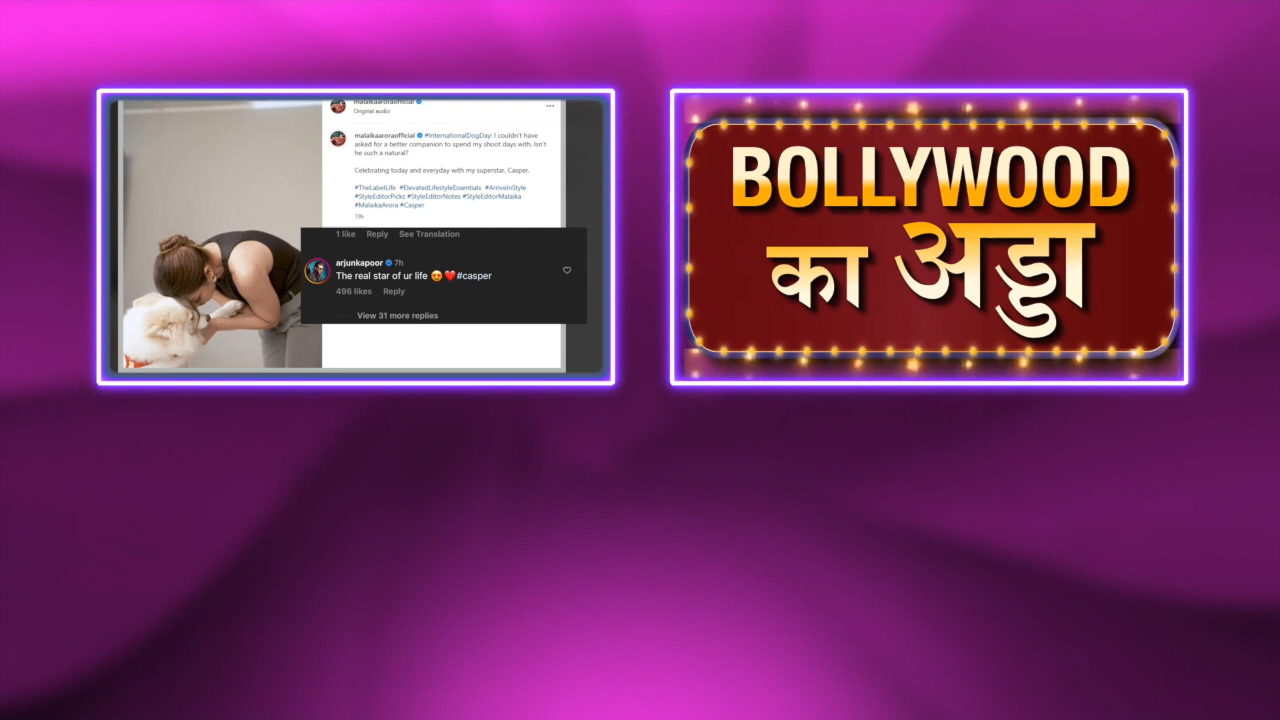 malaikaaroraofficial
Original audio
malaikaaroraofficial #InternationalDogDay: I couldn't have
asked for a better companion to spend my shoot days with. Isn't
he such a natural?
Celebrating today and everyday with my superstar, Casper.
#TheLabelLife #ElevatedLifestyleEssentials #ArriveInStyle
#StyleEditorPicks #StyleEditorNotes #StyleEditorMalaika
#MalaikaArora #Casper
19h
1 like Reply See Translation
arjunkapoor 7h
The real star of ur life 😍❤️#casper
496 likes Reply
View 31 more replies
BOLLYWOOD
का अड्डा